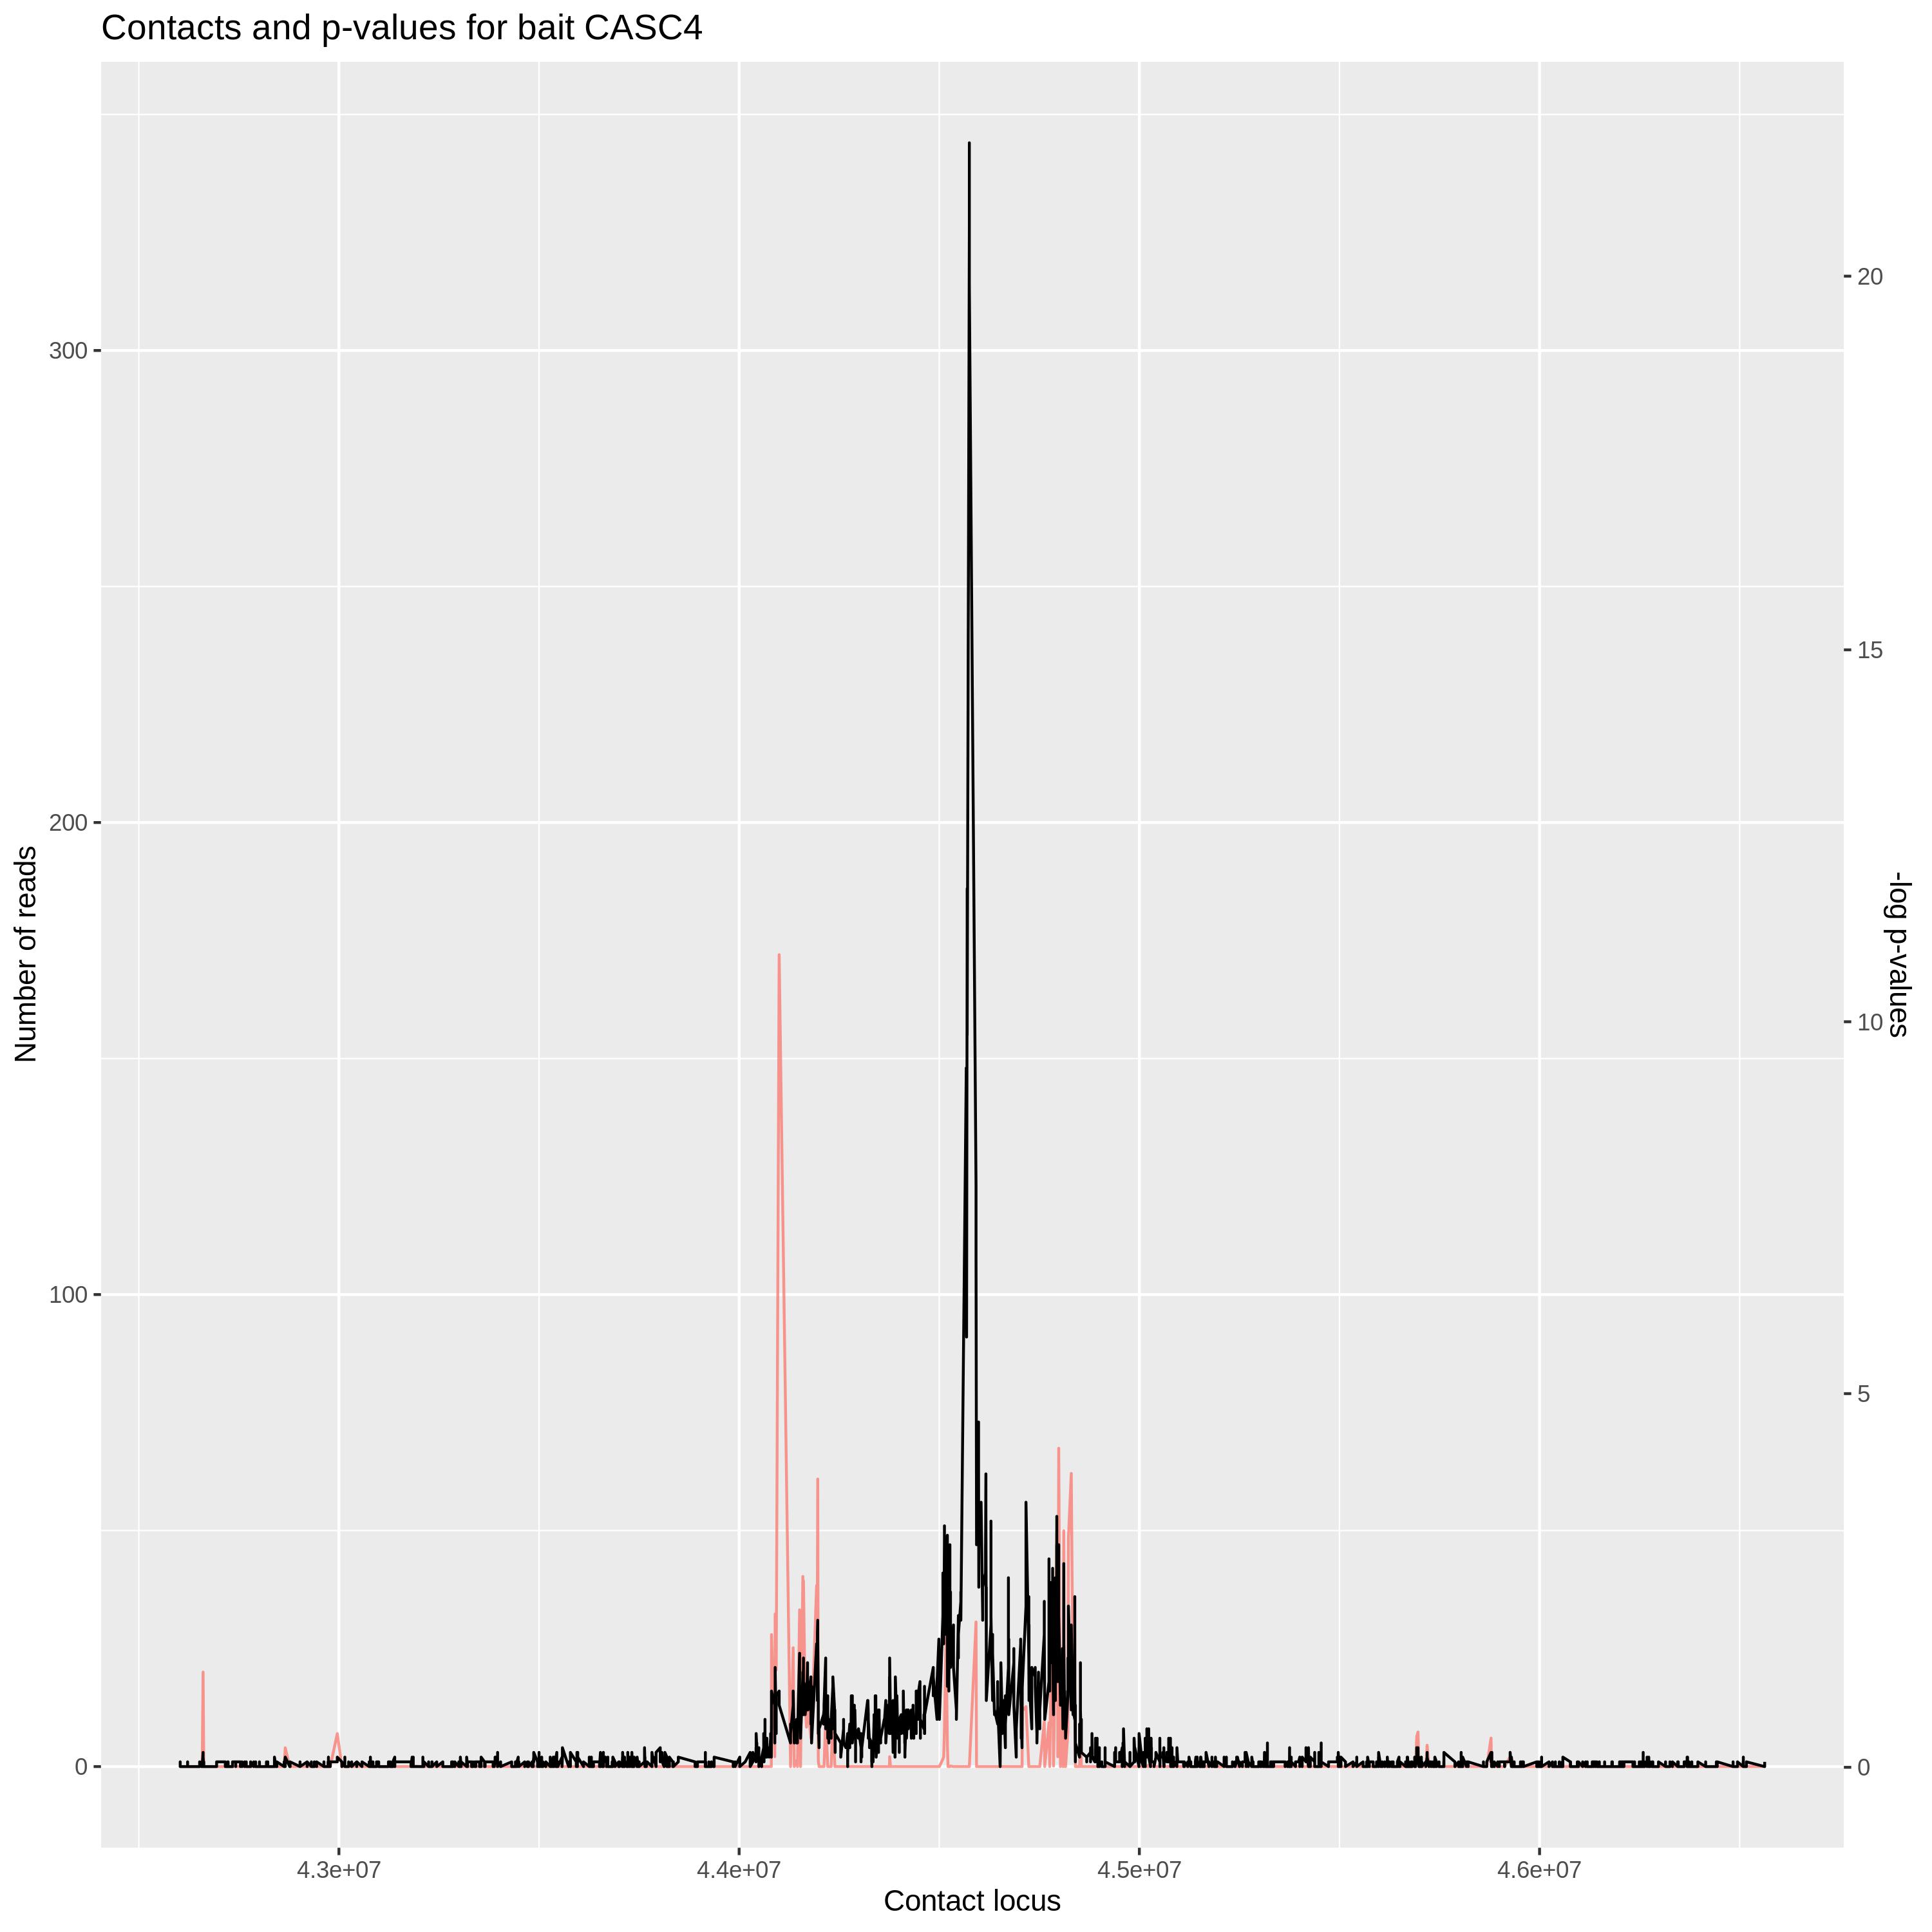 Contacts and p-values for bait CASC4
300
200
100
0
Number of reads
20
15
10
5
0
-log p-values
4.3e+07
4.4e+07
4.5e+07
4.6e+07
Contact locus